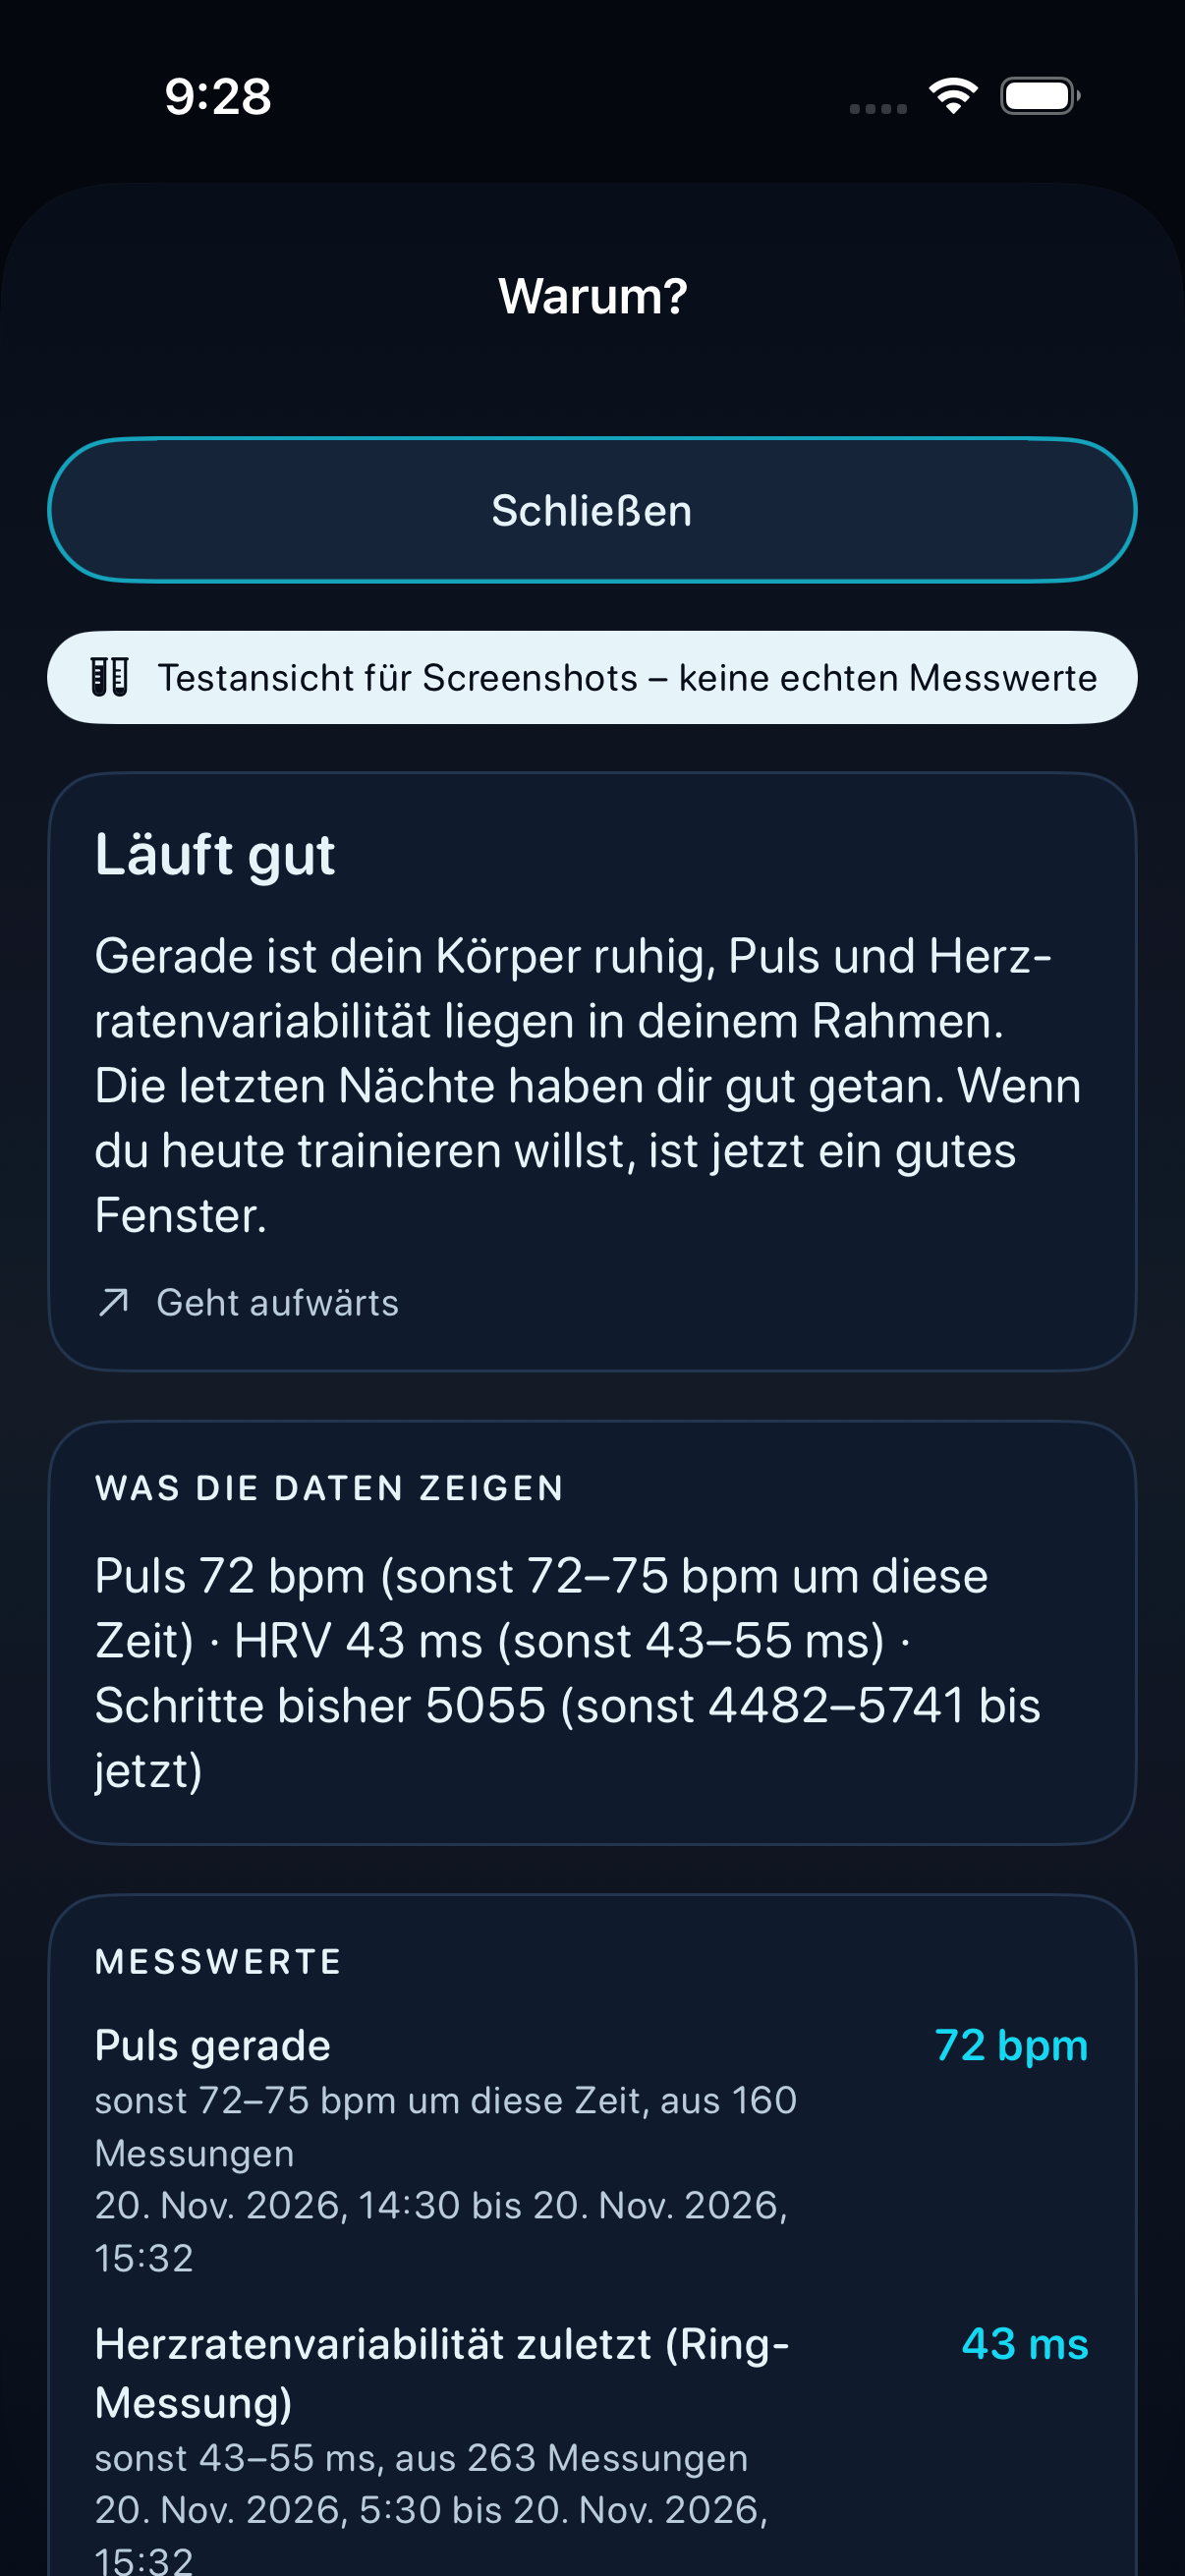 9:28
Warum?
Schließen
Testansicht für Screenshots – keine echten Messwerte
Läuft gut
Gerade ist dein Körper ruhig, Puls und Herz-
ratenvariabilität liegen in deinem Rahmen.
Die letzten Nächte haben dir gut getan. Wenn
du heute trainieren willst, ist jetzt ein gutes
Fenster.
Geht aufwärts
WAS DIE DATEN ZEIGEN
Puls 72 bpm (sonst 72–75 bpm um diese
Zeit) · HRV 43 ms (sonst 43–55 ms) ·
Schritte bisher 5055 (sonst 4482–5741 bis
jetzt)
MESSWERTE
Puls gerade 72 bpm
sonst 72–75 bpm um diese Zeit, aus 160
Messungen
20. Nov. 2026, 14:30 bis 20. Nov. 2026,
15:32
Herzratenvariabilität zuletzt (Ring- 43 ms
Messung)
sonst 43–55 ms, aus 263 Messungen
20. Nov. 2026, 5:30 bis 20. Nov. 2026,
15:32